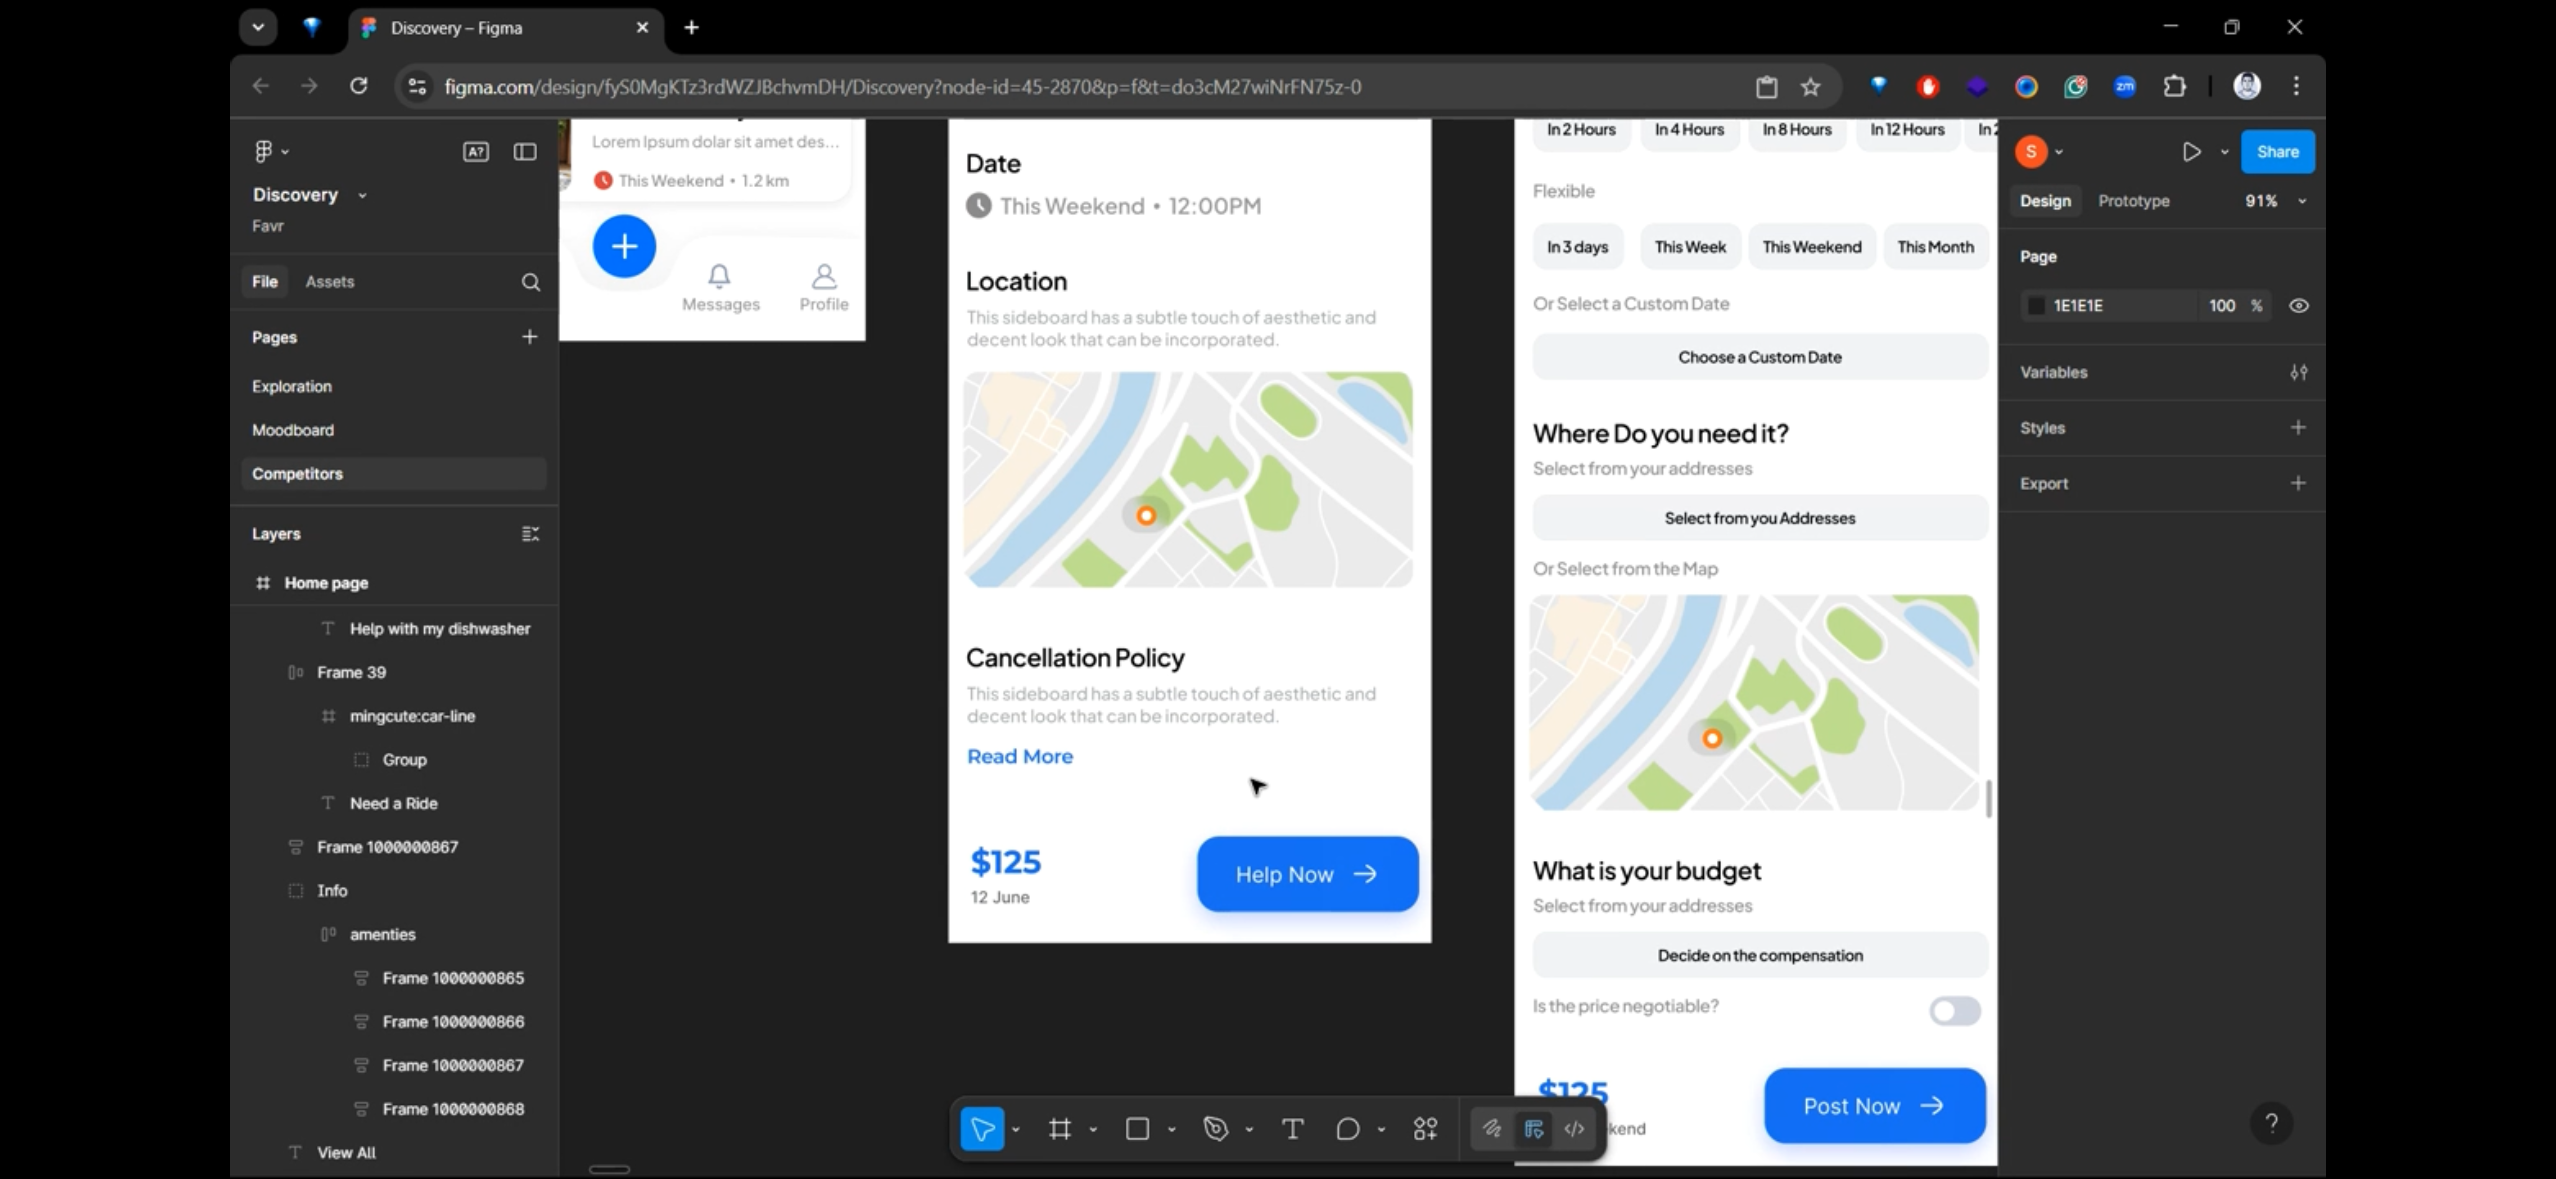 Discovery – Figma
figma.com/design/fyS0MgKTz3rdWZJBchvmDH/Discovery?node-id=45-2870&p=f&t=do3cM27wiNrFN75z-0
zm
A?
Discovery
Favr
File
Assets
Pages
Exploration
Moodboard
Competitors
Layers
Home page
Help with my dishwasher
Frame 39
mingcute:car-line
Group
Need a Ride
Frame 1000000867
Info
amenties
Frame 1000000865
Frame 1000000866
Frame 1000000867
Frame 1000000868
View All
Lorem Ipsum dolar sit amet des...
This Weekend • 1.2 km
Messages
Profile
Date
This Weekend • 12:00PM
Location
This sideboard has a subtle touch of aesthetic and
decent look that can be incorporated.
Cancellation Policy
This sideboard has a subtle touch of aesthetic and
decent look that can be incorporated.
Read More
$125
12 June
Help Now
In 2 Hours
In 4 Hours
In 8 Hours
In 12 Hours
Flexible
In 3 days
This Week
This Weekend
This Month
Or Select a Custom Date
Choose a Custom Date
Where Do you need it?
Select from your addresses
Select from you Addresses
Or Select from the Map
What is your budget
Select from your addresses
Decide on the compensation
Is the price negotiable?
$125
kend
Post Now
S
Share
Design
Prototype
91%
Page
1E1E1E
100 %
Variables
Styles
Export
?